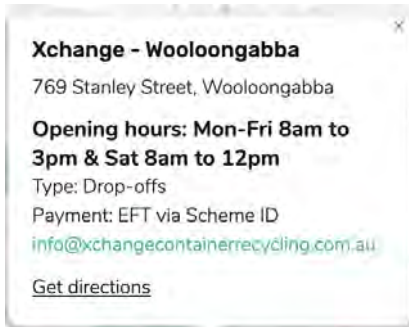 Xchange - Wooloongabba
769 Stanley Street, Wooloongabba
Opening hours: Mon-Fri 8am to
3pm & Sat 8am to 12pm
Type: Drop-offs
Payment: EFT via Scheme ID
info@xchangecontainerrecycling.com.au
Get directions